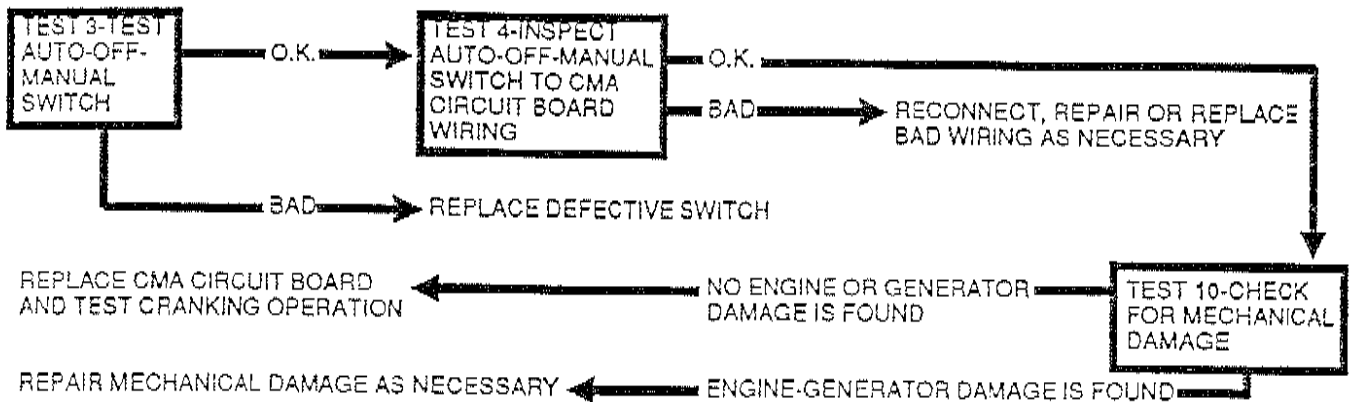 TEST 3-TEST
AUTO-OFF-
MANUAL
SWITCH
O.K.
TEST 4-INSPECT
AUTO-OFF-MANUAL
SWITCH TO CMA
CIRCUIT BOARD
WIRING
O.K.
BAD
RECONNECT, REPAIR OR REPLACE
BAD WIRING AS NECESSARY
BAD
REPLACE DEFECTIVE SWITCH
TEST 10-CHECK
FOR MECHANICAL
DAMAGE
NO ENGINE OR GENERATOR
DAMAGE IS FOUND
REPLACE CMA CIRCUIT BOARD
AND TEST CRANKING OPERATION
ENGINE-GENERATOR DAMAGE IS FOUND
REPAIR MECHANICAL DAMAGE AS NECESSARY